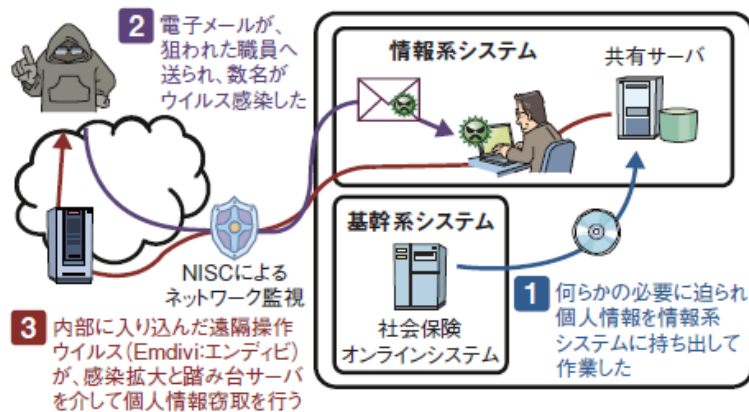 2 電子メールが、
狙われた職員へ
送られ、数名が
ウイルス感染した
情報系システム
共有サーバ
基幹系システム
社会保険
オンラインシステム
NISCによる
ネットワーク監視
1 何らかの必要に迫られ
個人情報を情報系
システムに持ち出して
作業した
3 内部に入り込んだ遠隔操作
ウイルス(Emdivi:エンディビ)
が、感染拡大と踏み台サーバ
を介して個人情報窃取を行う